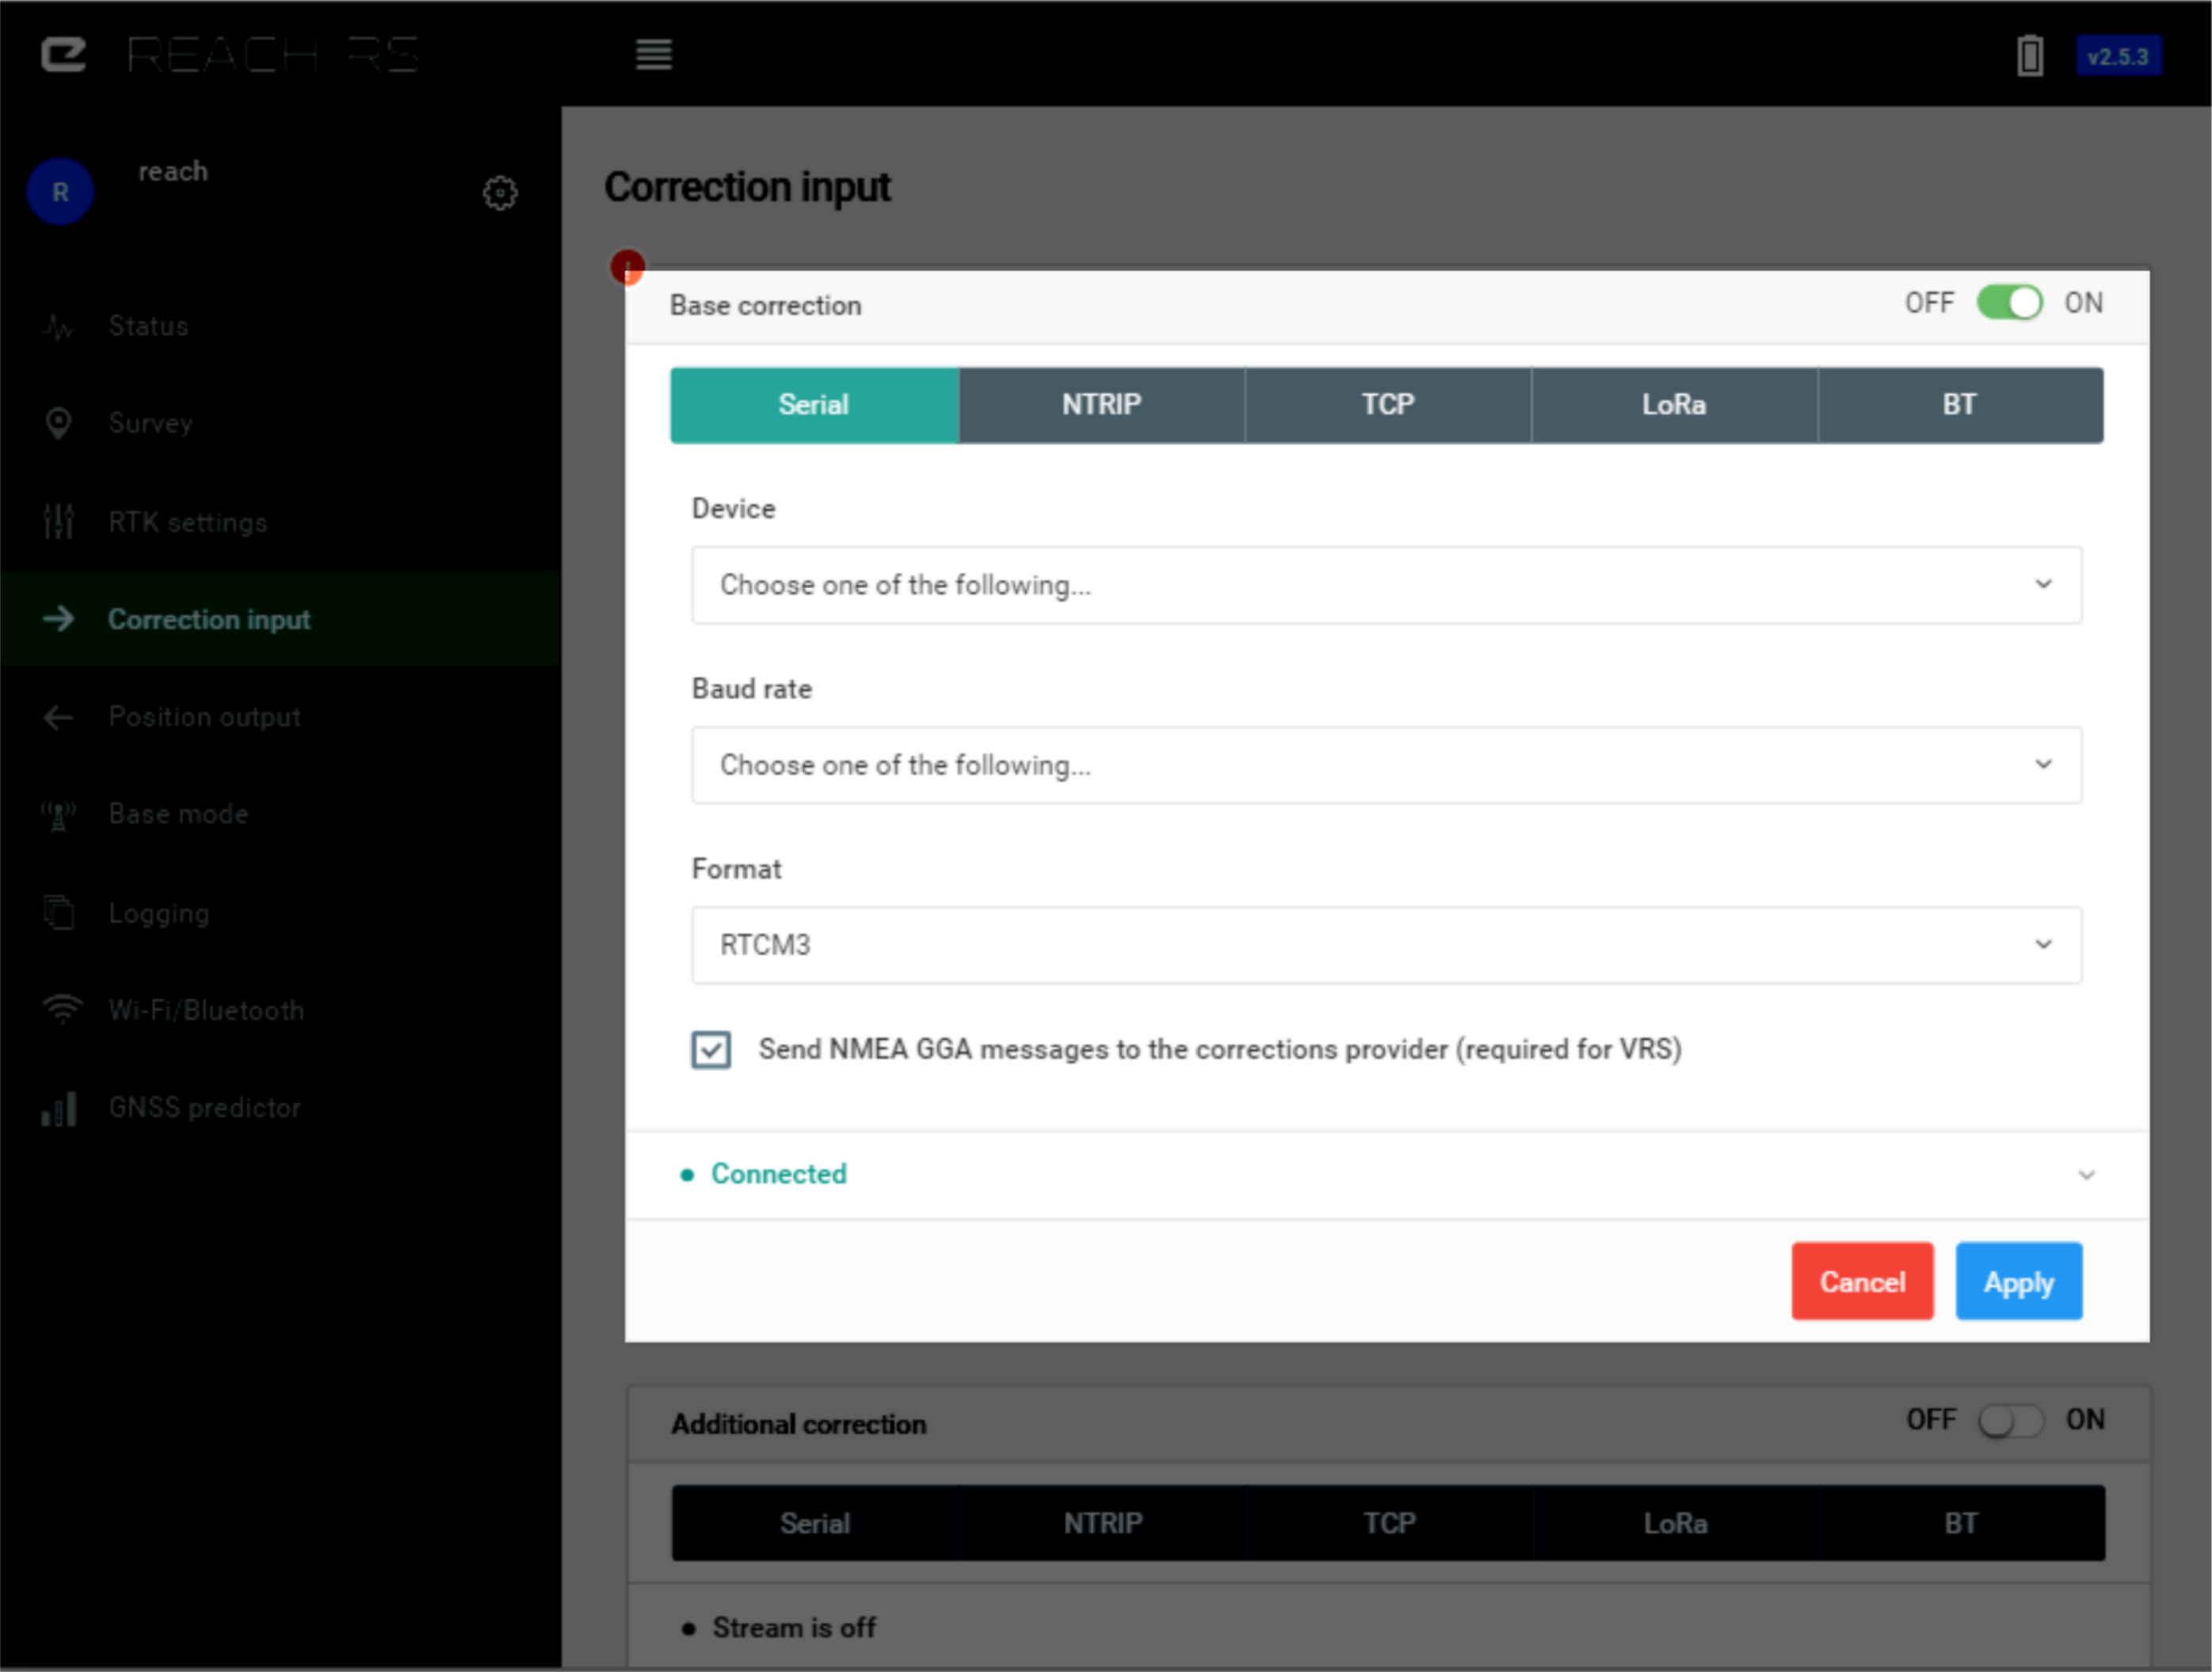 REACH RS
v2.5.3
R
reach
Status
Survey
RTK settings
Correction input
Position output
Base mode
Logging
Wi-Fi/Bluetooth
GNSS predictor
Correction input
!
Base correction
OFF ON
Serial NTRIP TCP LoRa BT
Device
Choose one of the following...
Baud rate
Choose one of the following...
Format
RTCM3
Send NMEA GGA messages to the corrections provider (required for VRS)
Connected
Cancel Apply
Additional correction
OFF ON
Serial NTRIP TCP LoRa BT
Stream is off